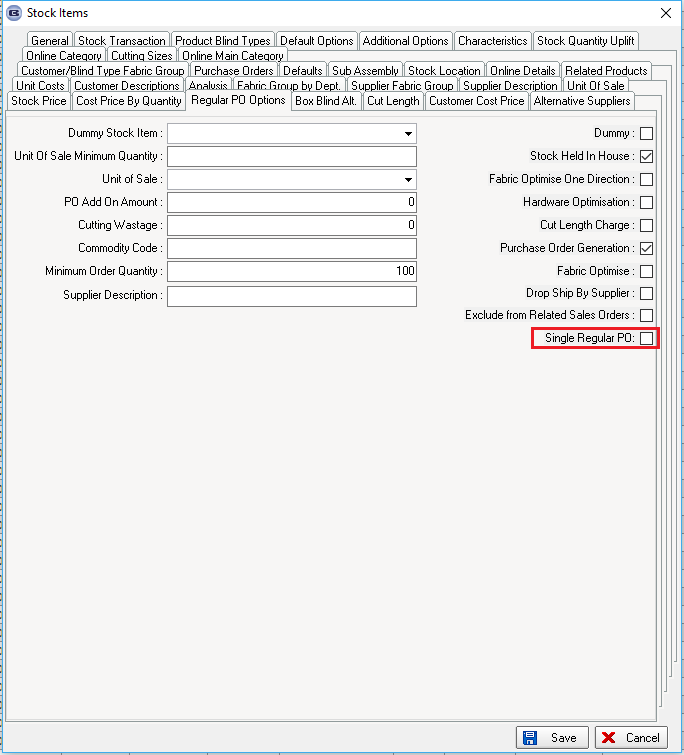 Stock Items
General Stock Transaction Product Blind Types Default Options Additional Options Characteristics Stock Quantity Uplift
Online Category Cutting Sizes Online Main Category
Customer/Blind Type Fabric Group Purchase Orders Defaults Sub Assembly Stock Location Online Details Related Products
Unit Costs Customer Descriptions Analysis Fabric Group by Dept. Supplier Fabric Group Supplier Description Unit Of Sale
Stock Price Cost Price By Quantity Regular PO Options Box Blind Alt. Cut Length Customer Cost Price Alternative Suppliers
Dummy Stock Item :
Dummy :
Unit Of Sale Minimum Quantity :
Stock Held In House :
Unit of Sale :
Fabric Optimise One Direction :
PO Add On Amount : 0
Hardware Optimisation :
Cutting Wastage : 0
Cut Length Charge :
Commodity Code :
Purchase Order Generation :
Minimum Order Quantity : 100
Fabric Optimise :
Supplier Description :
Drop Ship By Supplier :
Exclude from Related Sales Orders :
Single Regular PO:
Save Cancel